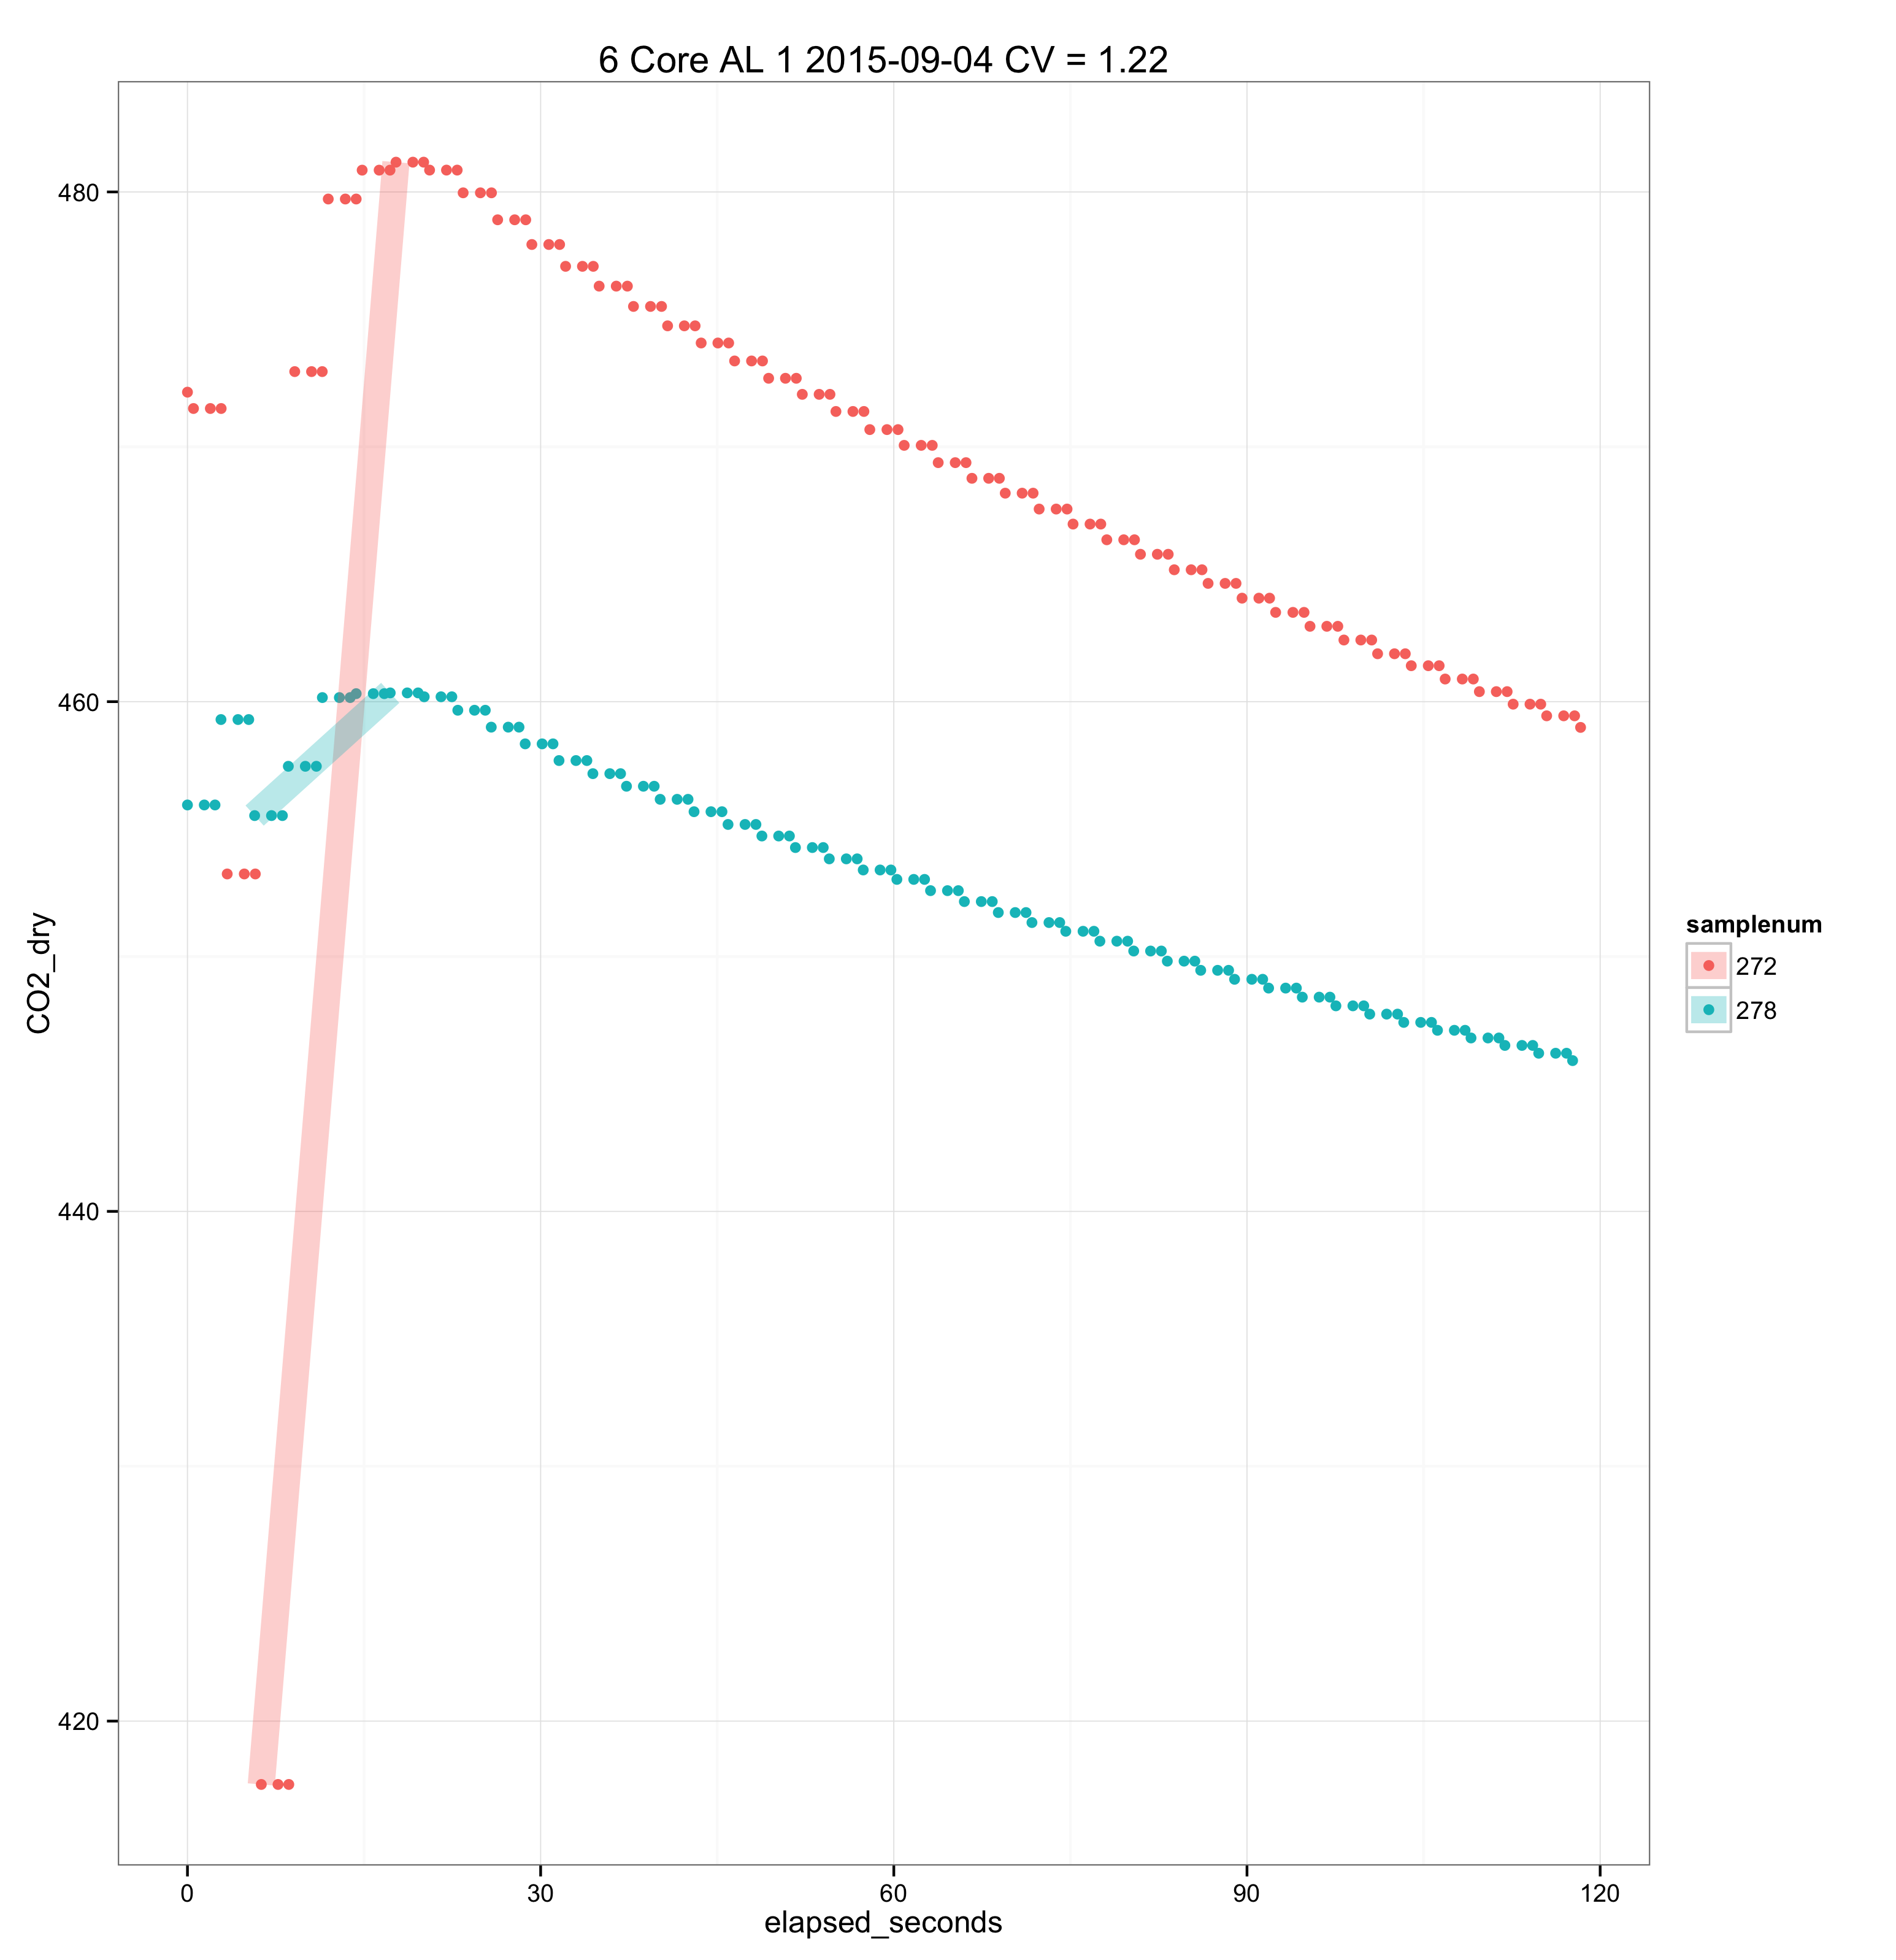 6 Core AL 1 2015-09-04 CV = 1.22
480
460
440
420
CO2_dry
0 30 60 90 120
elapsed_seconds
samplenum
272
278